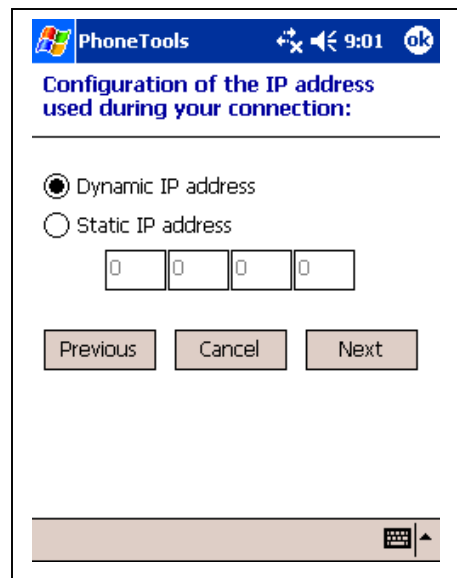 PhoneTools 9:01 ok
Configuration of the IP address
used during your connection:
Dynamic IP address
Static IP address
0 0 0 0
Previous Cancel Next